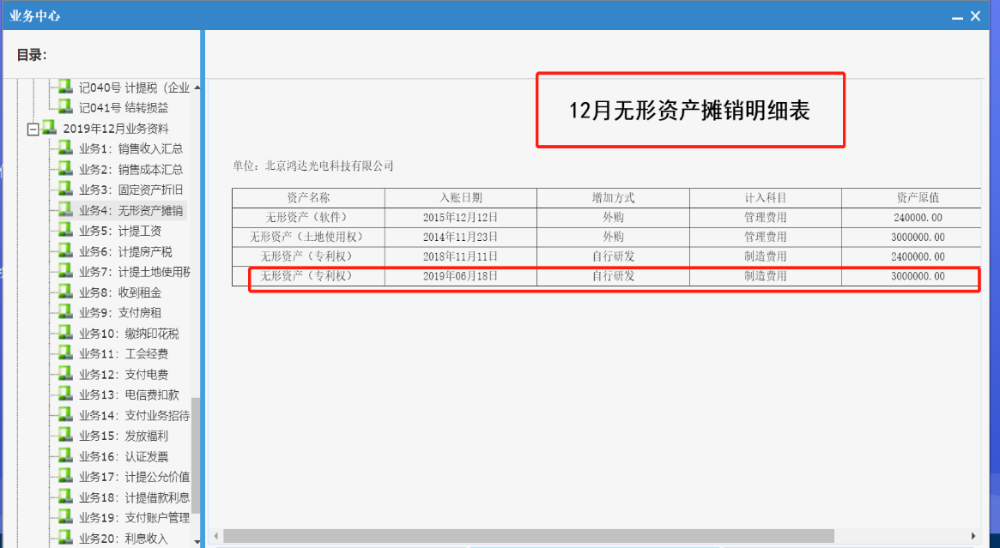 业务中心
目录：
记040号 计提税（企业
记041号 结转损益
2019年12月业务资料
业务1：销售收入汇总
业务2：销售成本汇总
业务3：固定资产折旧
业务4：无形资产摊销
业务5：计提工资
业务6：计提房产税
业务7：计提土地使用税
业务8：收到租金
业务9：支付房租
业务10：缴纳印花税
业务11：工会经费
业务12：支付电费
业务13：电信费扣款
业务14：支付业务招待
业务15：发放福利
业务16：认证发票
业务17：计提公允价值
业务18：计提借款利息
业务19：支付账户管理
业务20：利息收入
12月无形资产摊销明细表
单位：北京鸿达光电科技有限公司
资产名称 入账日期 增加方式 计入科目 资产原值
无形资产（软件） 2015年12月12日 外购 管理费用 240000.00
无形资产（土地使用权） 2014年11月23日 外购 管理费用 3000000.00
无形资产（专利权） 2018年11月11日 自行研发 制造费用 2400000.00
无形资产（专利权） 2019年06月18日 自行研发 制造费用 3000000.00